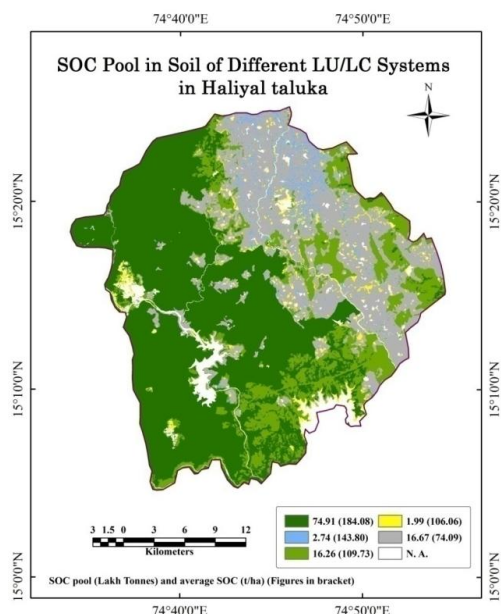 74°40'0"E
74°50'0"E
SOC Pool in Soil of Different LU/LC Systems
in Haliyal taluka
N
15°20'0"N
15°20'0"N
15°10'0"N
15°10'0"N
3 1.5 0 3 6 9 12
Kilometers
74.91 (184.08)
1.99 (106.06)
2.74 (143.80)
16.67 (74.09)
16.26 (109.73)
N. A.
15°0'0"N
15°0'0"N
SOC pool (Lakh Tonnes) and average SOC (t/ha) (Figures in bracket)
74°40'0"E
74°50'0"E